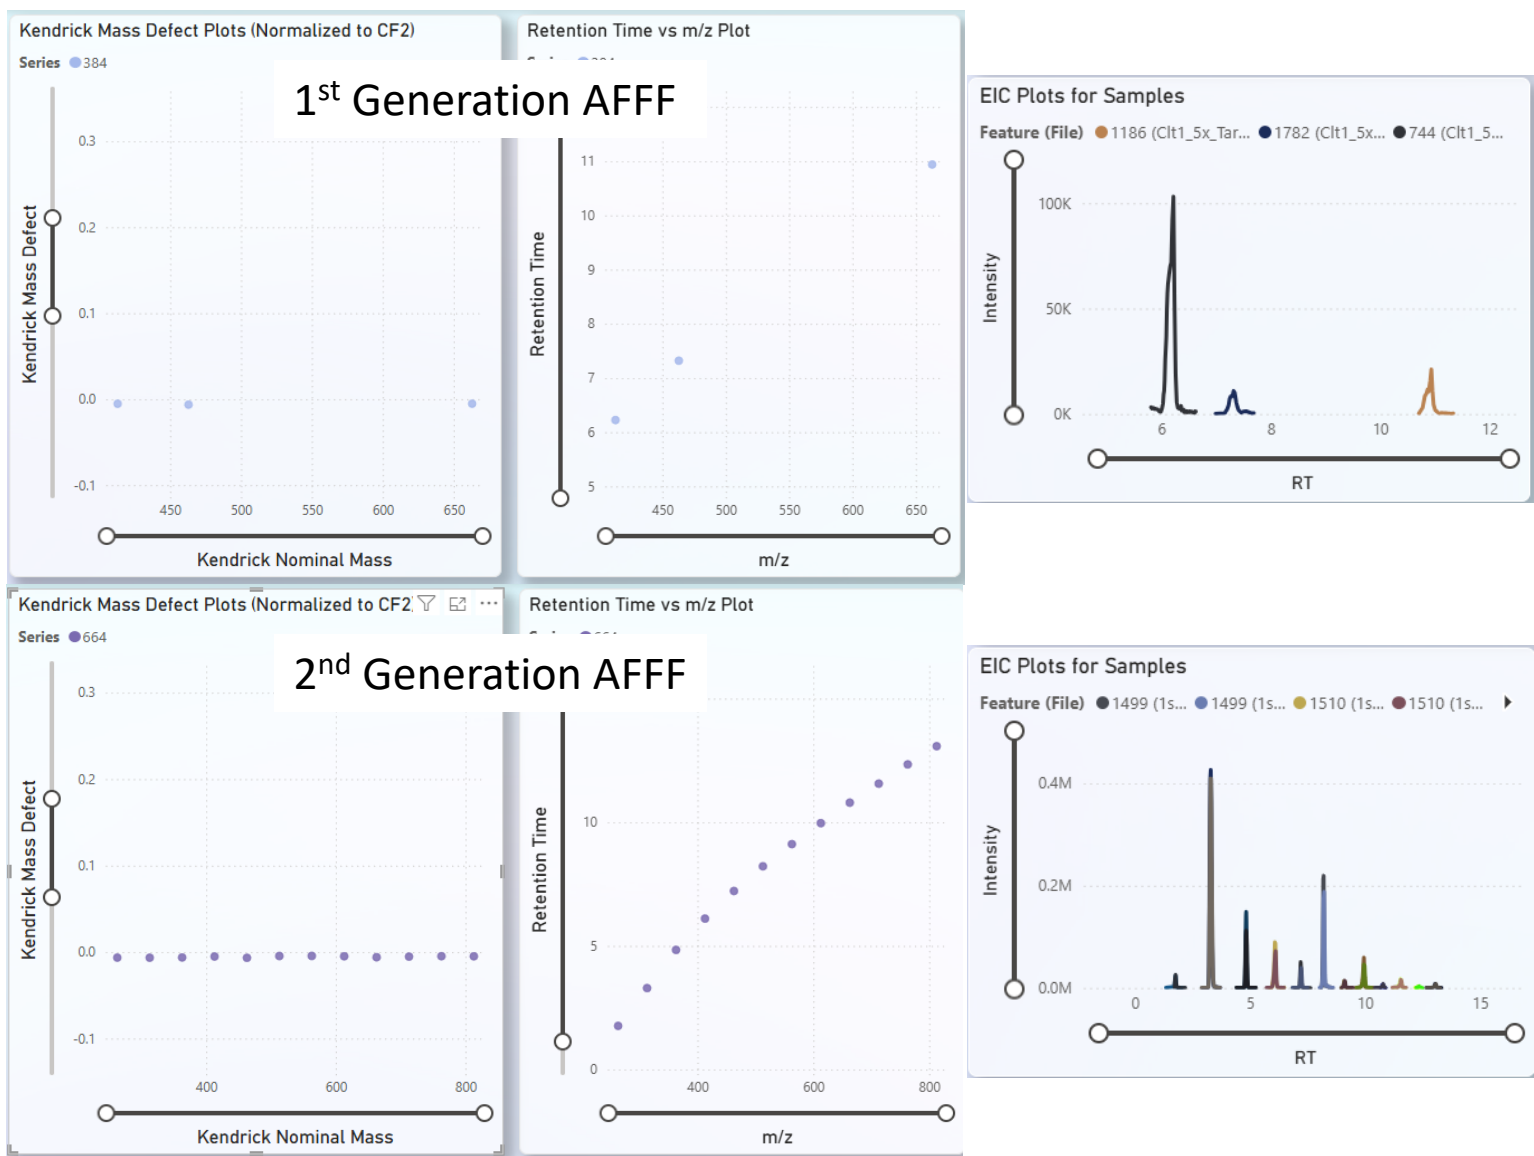 Kendrick Mass Defect Plots (Normalized to CF2)
Series 384
1st Generation AFFF
0.3
0.2
0.1
0.0
-0.1
Kendrick Mass Defect
450 500 550 600 650
Kendrick Nominal Mass
Retention Time vs m/z Plot
11
10
9
8
7
6
5
Retention Time
450 500 550 600 650
m/z
EIC Plots for Samples
Feature (File) 1186 (Clt1_5x_Tar... 1782 (Clt1_5x... 744 (Clt1_5...
100K
50K
0K
Intensity
6 8 10 12
RT
Kendrick Mass Defect Plots (Normalized to CF2
Series 664
2nd Generation AFFF
0.3
0.2
0.1
0.0
-0.1
Kendrick Mass Defect
400 600 800
Kendrick Nominal Mass
Retention Time vs m/z Plot
10
5
0
Retention Time
400 600 800
m/z
EIC Plots for Samples
Feature (File) 1499 (1s... 1499 (1s... 1510 (1s... 1510 (1s...
0.4M
0.2M
0.0M
Intensity
0 5 10 15
RT